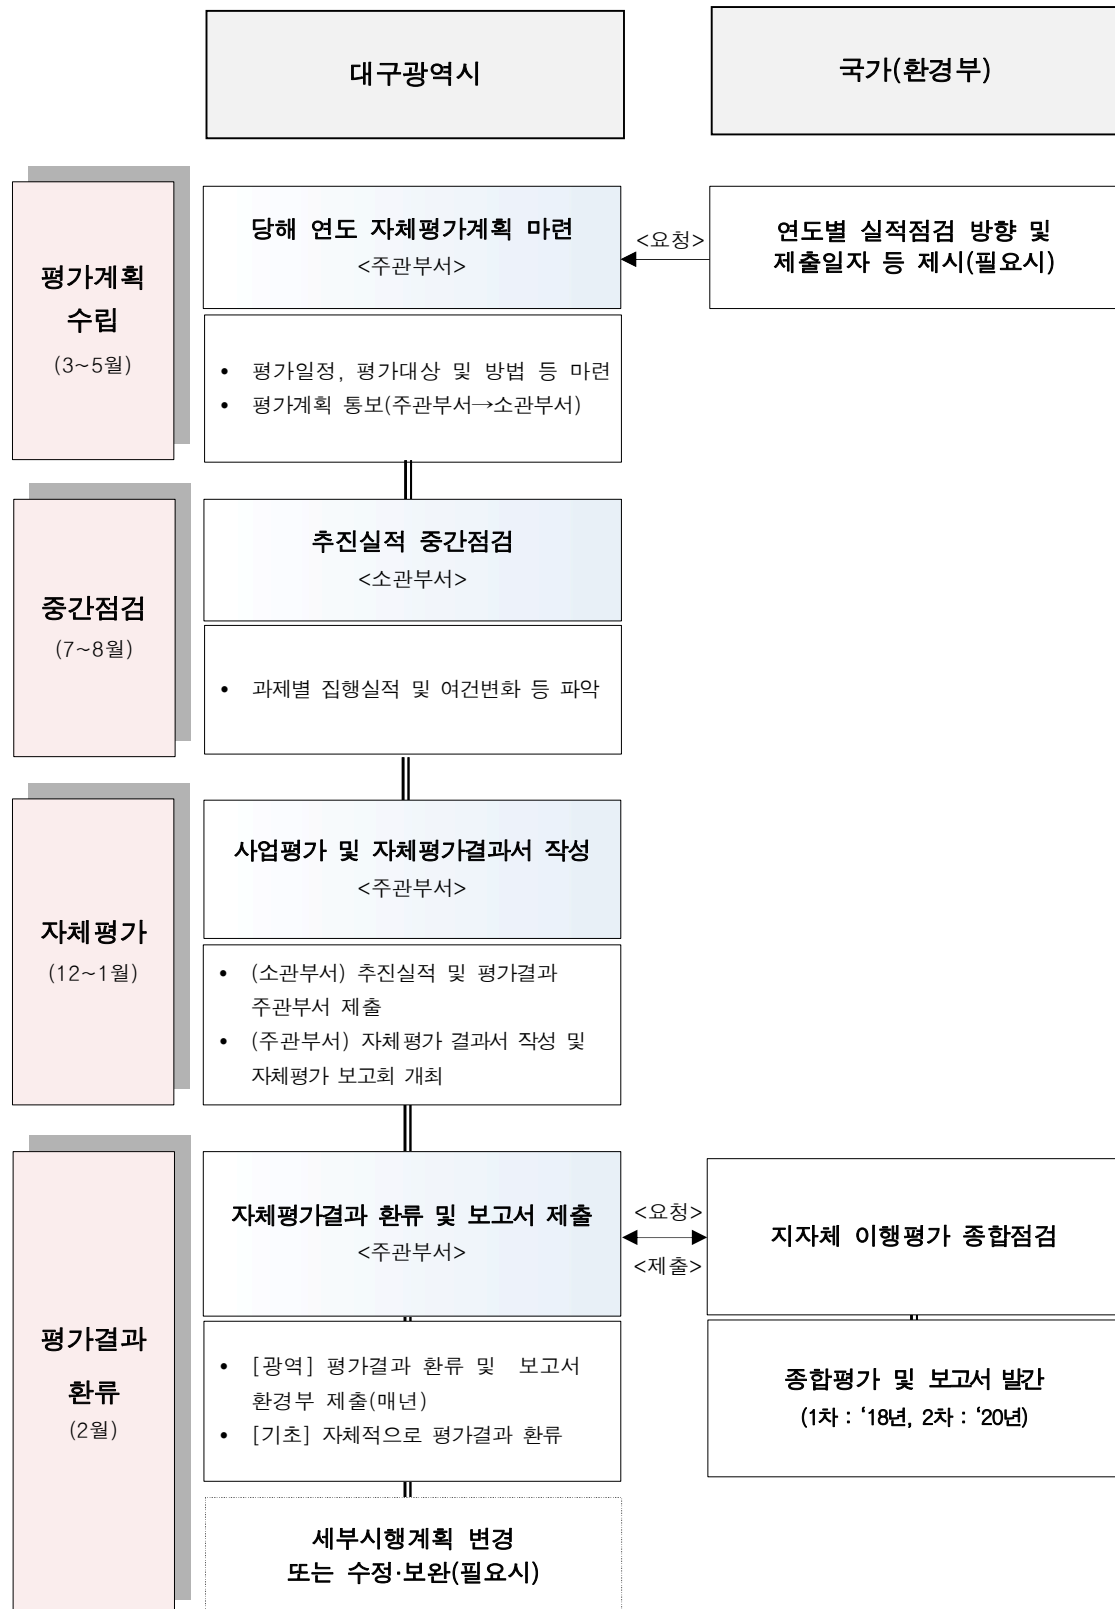 대구광역시
국가(환경부)
평가계획
수립
(3~5월)
당해 연도 자체평가계획 마련
<주관부서>
<요청>
연도별 실적점검 방향 및
제출일자 등 제시(필요시)
• 평가일정, 평가대상 및 방법 등 마련
• 평가계획 통보(주관부서→소관부서)
중간점검
(7~8월)
추진실적 중간점검
<소관부서>
• 과제별 집행실적 및 여건변화 등 파악
자체평가
(12~1월)
사업평가 및 자체평가결과서 작성
<주관부서>
• (소관부서) 추진실적 및 평가결과
주관부서 제출
• (주관부서) 자체평가 결과서 작성 및
자체평가 보고회 개최
평가결과
환류
(2월)
자체평가결과 환류 및 보고서 제출
<주관부서>
<요청>
<제출>
지자체 이행평가 종합점검
• [광역] 평가결과 환류 및 보고서
환경부 제출(매년)
• [기초] 자체적으로 평가결과 환류
종합평가 및 보고서 발간
(1차 : ‘18년, 2차 : ‘20년)
세부시행계획 변경
또는 수정·보완(필요시)